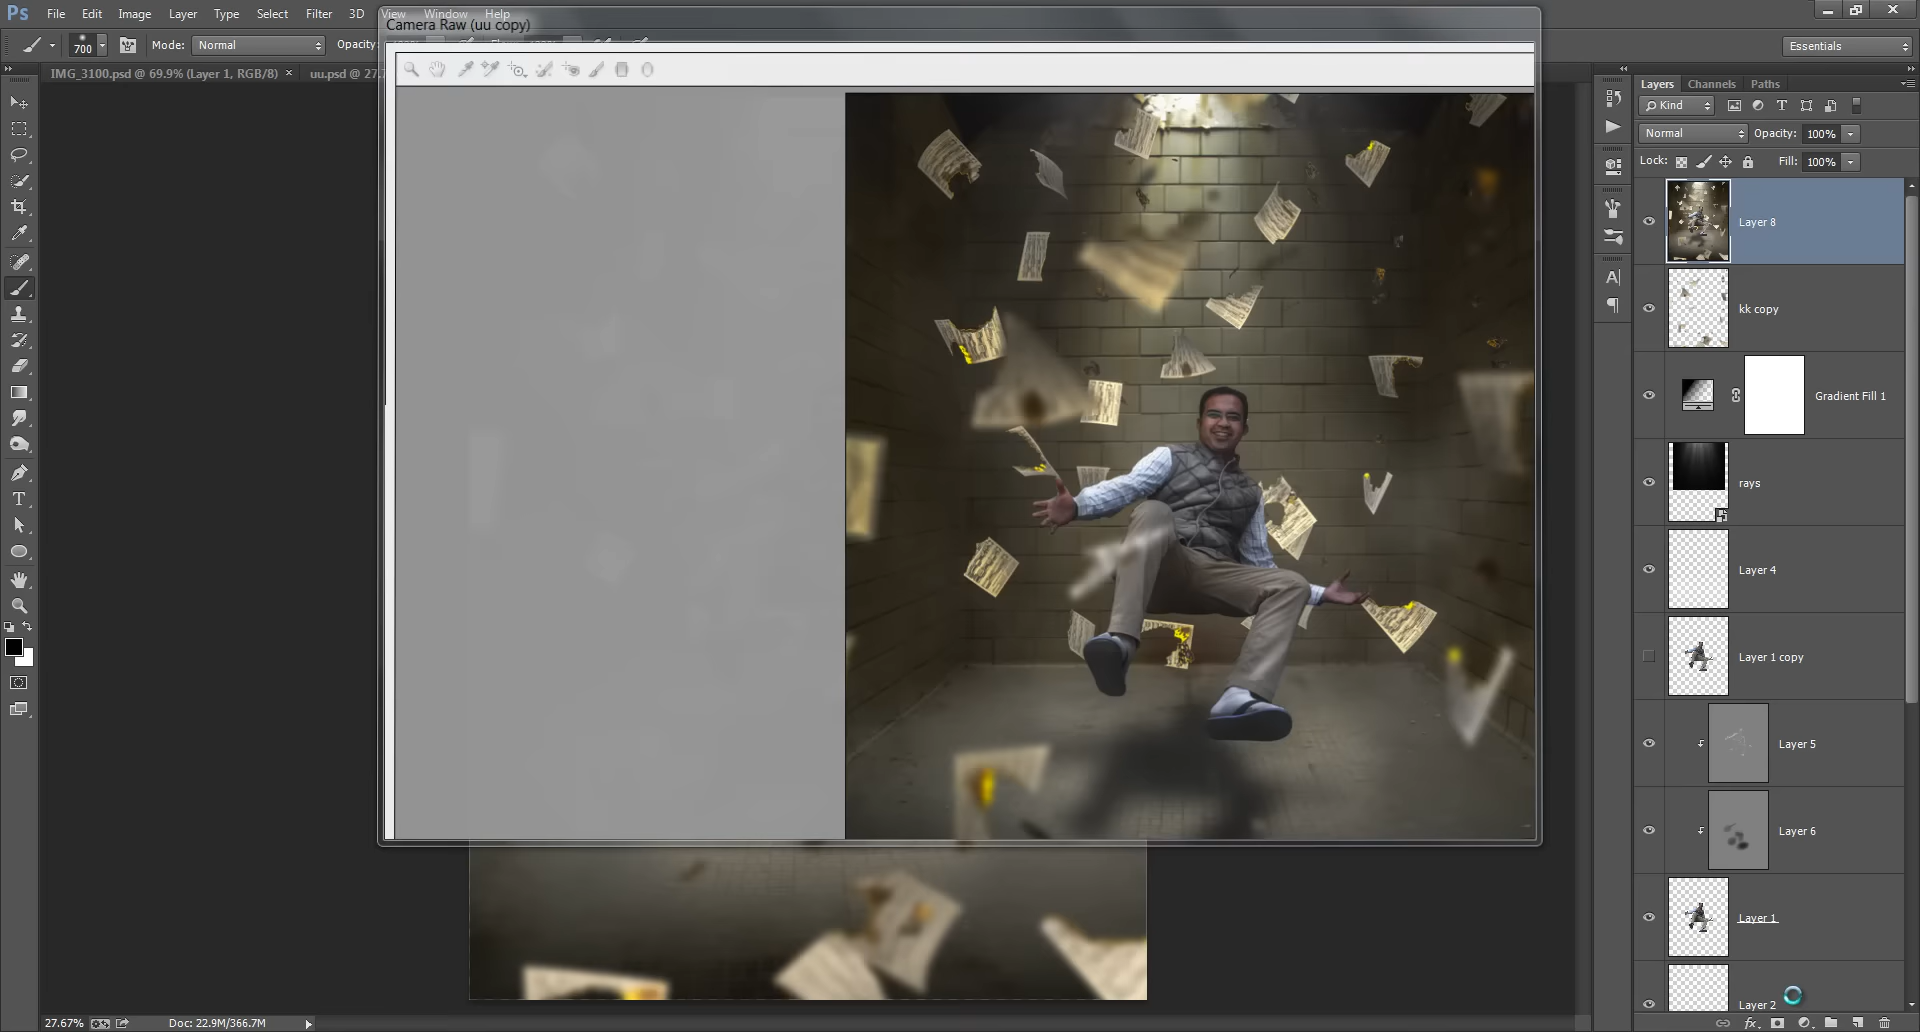 Ps File Edit Image Layer Type Select Filter 3D View Window Help
Camera Raw (uu copy)
700 Mode: Normal Opacity:
Essentials
IMG_3100.psd @ 69.9% (Layer 1, RGB/8) × uu.psd @ 27.7
Layers Channels Paths
Kind
Normal Opacity: 100%
Lock: Fill: 100%
Layer 8
kk copy
Gradient Fill 1
rays
Layer 4
Layer 1 copy
Layer 5
Layer 6
Layer 1
Layer 2
27.67% Doc: 22.9M/366.7M